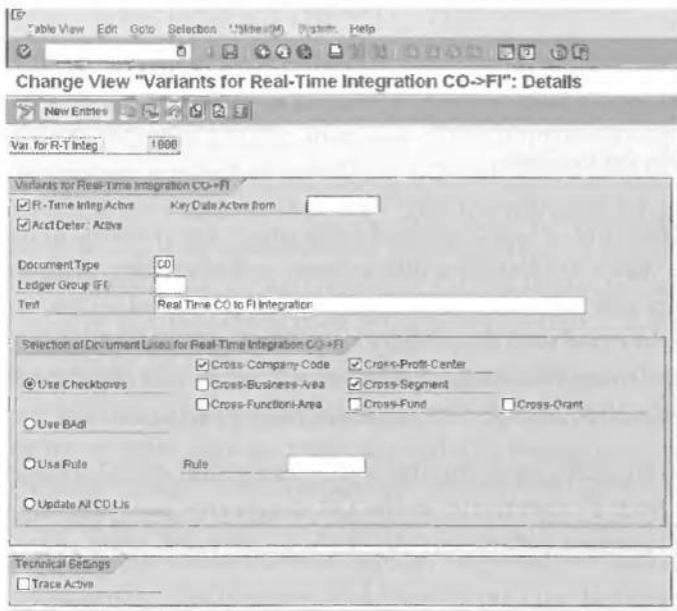 Table View Edit Goto Selection Utilities(M) System Help
Change View "Variants for Real-Time Integration CO->FI": Details
New Entries
Var. for R-T Integ 1000
Variants for Real-Time Integration CO->FI
R-Time Integ.Active Key Date:Active from
Acct Deter.: Active
Document Type CO
Ledger Group (FI)
Text Real Time CO to FI Integration
Selection of Document Lines for Real-Time Integration CO->FI
Cross-Company-Code Cross-Profit-Center
Use Checkboxes Cross-Business-Area Cross-Segment
Cross-Functional-Area Cross-Fund Cross-Grant
Use BAdI
Use Rule Rule
Update All CO LIs
Technical Settings
Trace Active